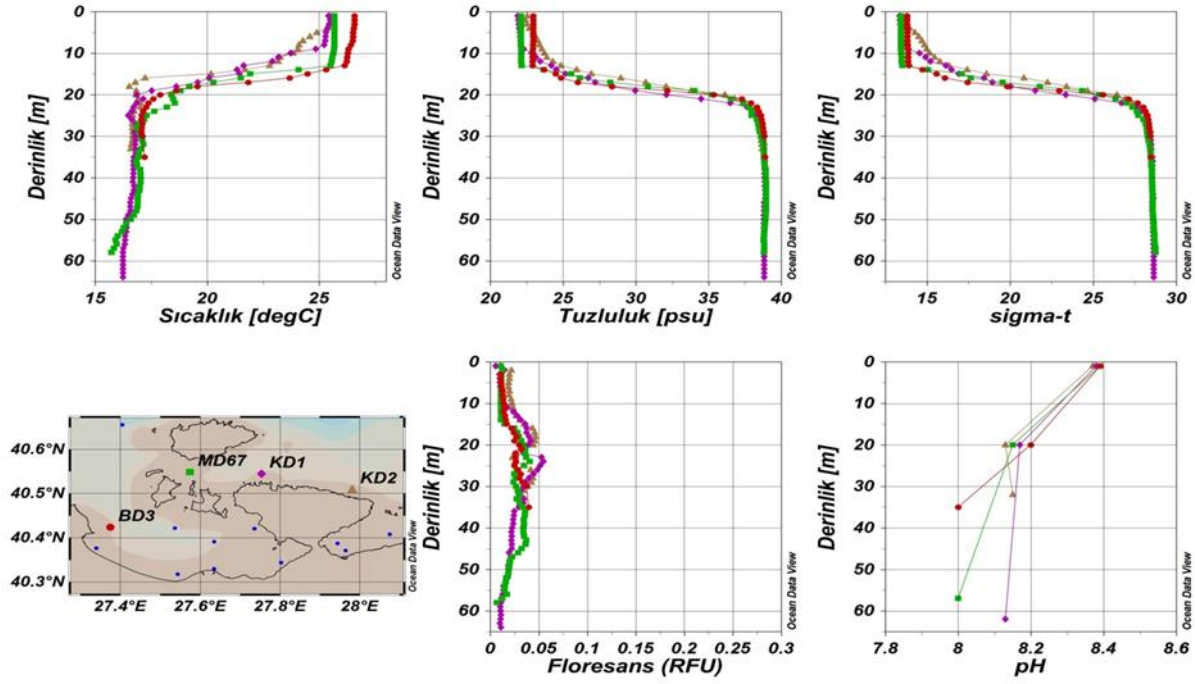 0
10
20
30
40
50
60
Derinlik [m]
15
20
25
Sıcaklık [degC]
Ocean Data View
0
10
20
30
40
50
60
Derinlik [m]
20
25
30
35
40
Tuzluluk [psu]
Ocean Data View
0
10
20
30
40
50
60
Derinlik [m]
15
20
25
30
sigma-t
Ocean Data View
40.6°N
40.5°N
40.4°N
40.3°N
MD67
KD1
KD2
BD3
27.4°E
27.6°E
27.8°E
28°E
Ocean Data View
0
10
20
30
40
50
60
Derinlik [m]
0
0.05
0.1
0.15
0.2
0.25
0.3
Floresans (RFU)
Ocean Data View
0
10
20
30
40
50
60
Derinlik [m]
7.8
8
8.2
8.4
8.6
pH
Ocean Data View